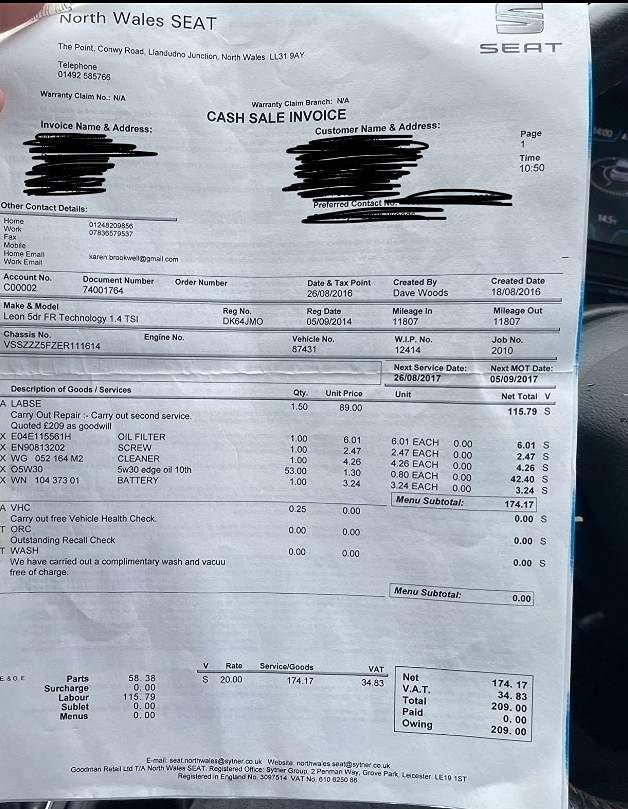 North Wales SEAT
SEAT
The Point, Conwy Road, Llandudno Junction, North Wales LL31 9AY
Telephone
01492 585766
Warranty Claim No.: N/A
Warranty Claim Branch: N/A
CASH SALE INVOICE
Invoice Name & Address:
Customer Name & Address:
Page
1
Time
10:50
Preferred Contact No.
Other Contact Details:
Home 01248209856
Work 07836579537
Fax
Mobile
Home Email karen.brookwell@gmail.com
Work Email
Account No. Document Number Order Number Date & Tax Point Created By Created Date
C00002 74001764 26/08/2016 Dave Woods 18/08/2016
Make & Model Reg No. Reg Date Mileage In Mileage Out
Leon 5dr FR Technology 1.4 TSI DK64JMO 05/09/2014 11807 11807
Chassis No. Engine No. Vehicle No. W.I.P. No. Job No.
VSSZZZ5FZER111614 87431 12414 2010
Next Service Date: Next MOT Date:
26/08/2017 05/09/2017
Description of Goods / Services Qty. Unit Price Unit Net Total V
A LABSE 1.50 89.00 115.79 S
Carry Out Repair :- Carry out second service.
Quoted £209 as goodwill
X E04E115561H OIL FILTER 1.00 6.01 6.01 EACH 0.00 6.01 S
X EN90813202 SCREW 1.00 2.47 2.47 EACH 0.00 2.47 S
X WG 052 164 M2 CLEANER 1.00 4.26 4.26 EACH 0.00 4.26 S
X O5W30 5w30 edge oil 10th 53.00 1.30 0.80 EACH 0.00 42.40 S
X WN 104 373 01 BATTERY 1.00 3.24 3.24 EACH 0.00 3.24 S
Menu Subtotal: 174.17
A VHC 0.25 0.00 0.00 S
Carry out free Vehicle Health Check.
T ORC 0.00 0.00 0.00 S
Outstanding Recall Check
T WASH 0.00 0.00 0.00 S
We have carried out a complimentary wash and vacuu
free of charge.
Menu Subtotal: 0.00
V Rate Service/Goods VAT
S 20.00 174.17 34.83
E & O E
Parts 58.38
Surcharge 0.00
Labour 115.79
Sublet 0.00
Menus 0.00
Net 174.17
V.A.T. 34.83
Total 209.00
Paid 0.00
Owing 209.00
E-mail: seat.northwales@sytner.co.uk Website: northwales.seat@sytner.co.uk
Goodman Retail Ltd T/A North Wales SEAT. Registered Office: Sytner Group, 2 Penman Way, Grove Park, Leicester. LE19 1ST
Registered in England No. 3097514 VAT No. 610 6250 86